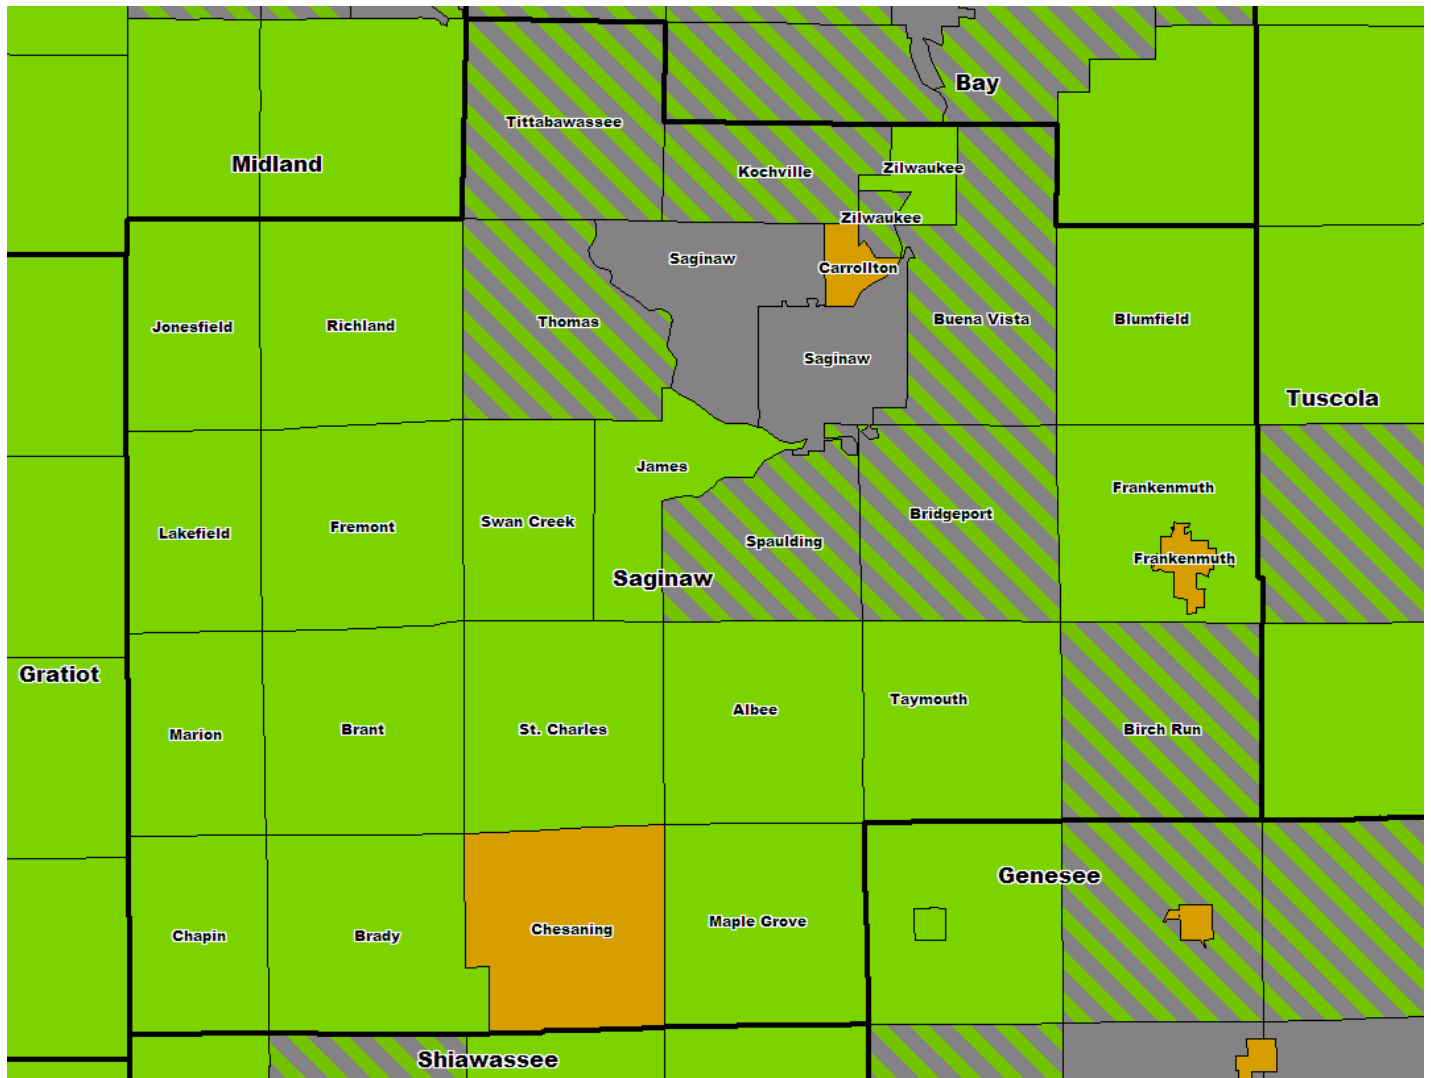 Bay
Tittabawassee
Midland
Kochville
Zilwaukee
Zilwaukee
Saginaw
Carrollton
Jonesfield
Richland
Thomas
Buena Vista
Blumfield
Saginaw
Tuscola
James
Frankenmuth
Swan Creek
Bridgeport
Lakefield
Fremont
Spaulding
Frankenmuth
Saginaw
Gratiot
Taymouth
Albee
Marion
Brant
St. Charles
Birch Run
Genesee
Maple Grove
Chesaning
Chapin
Brady
Shiawassee